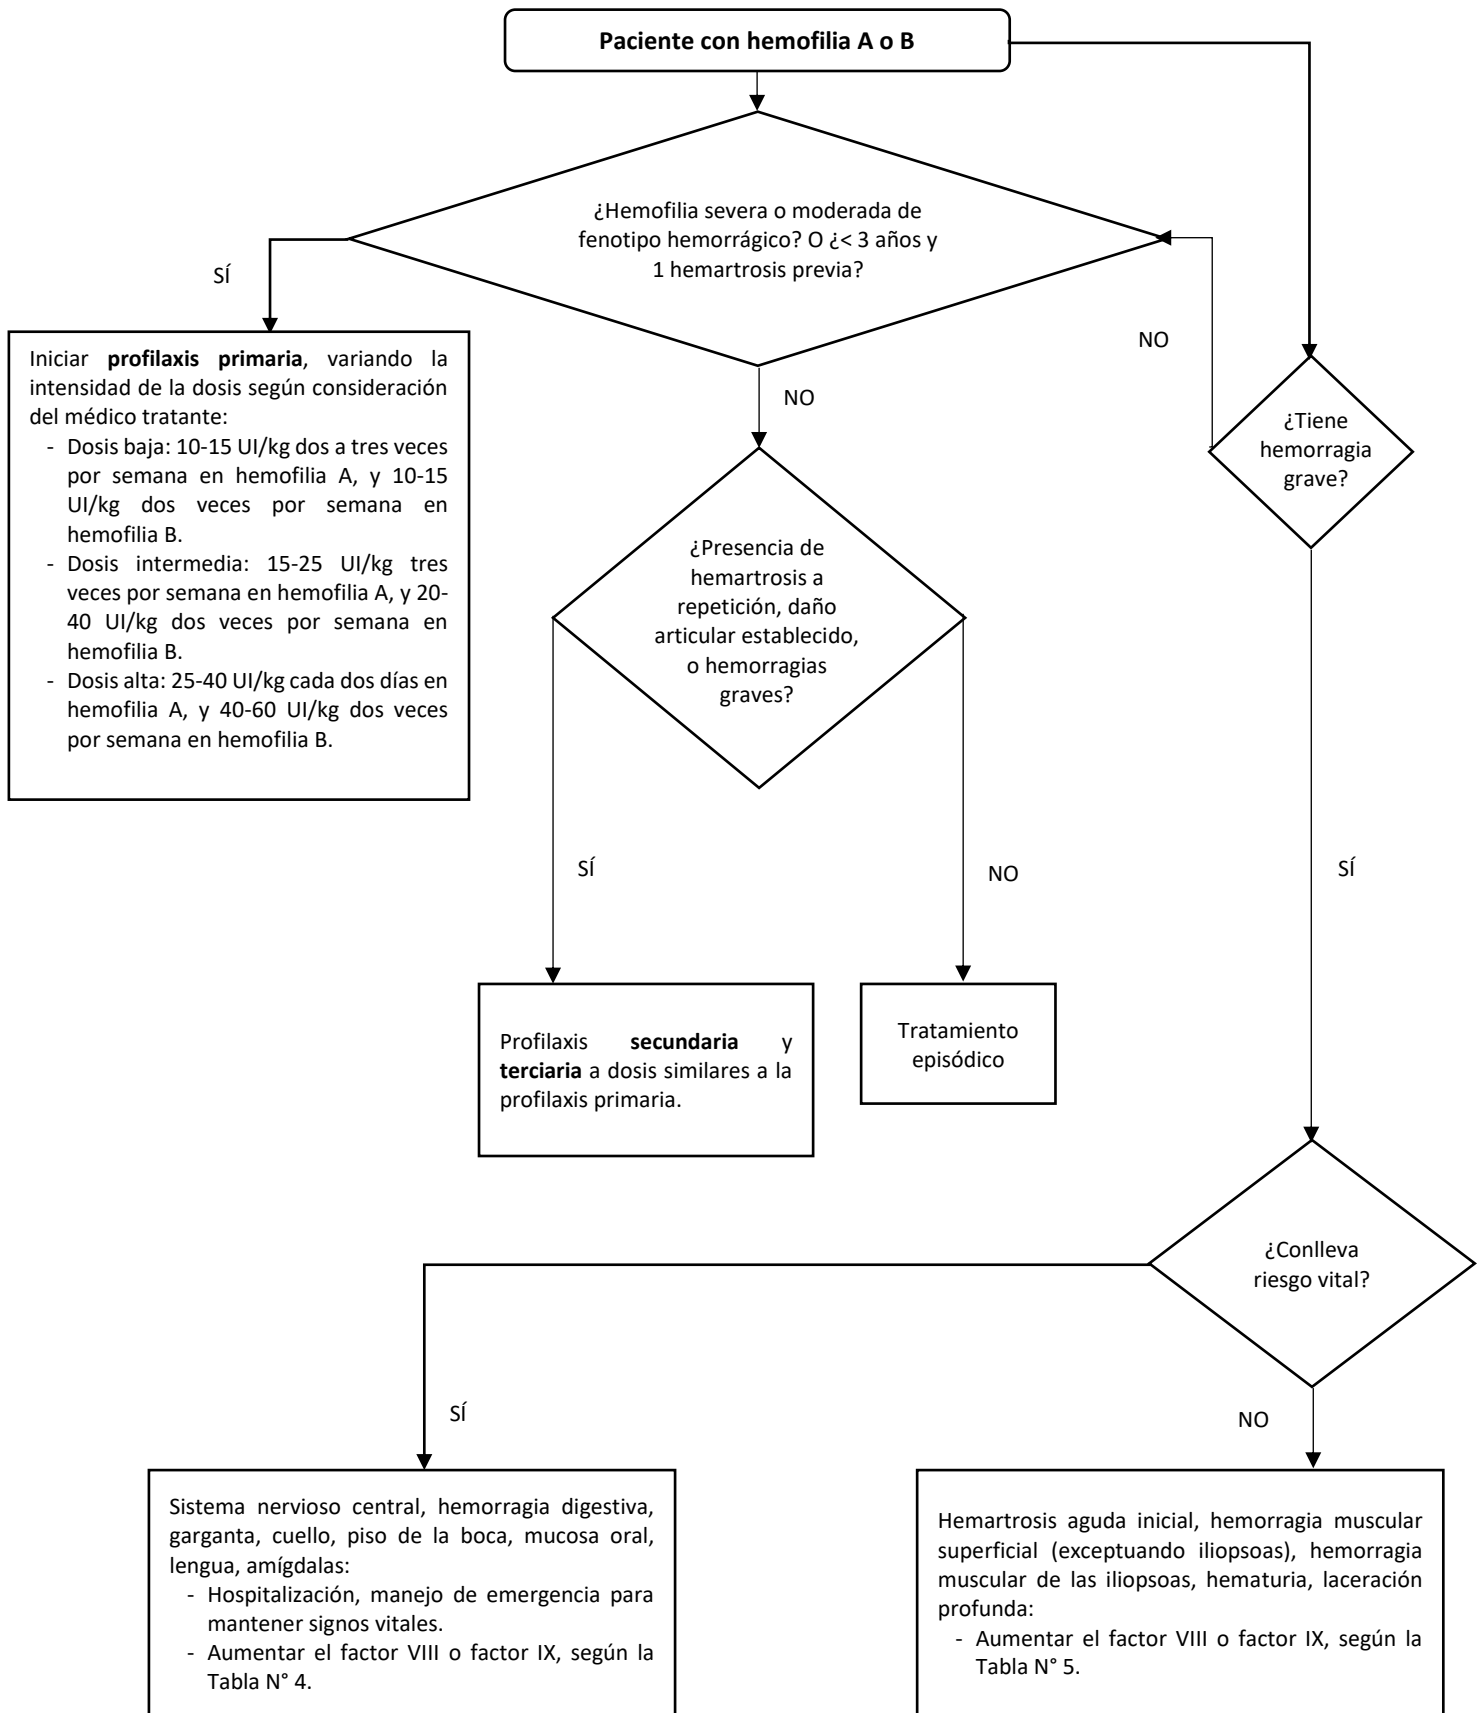 Paciente con hemofilia A o B
¿Hemofilia severa o moderada de
fenotipo hemorrágico? O ¿< 3 años y
1 hemartrosis previa?
SÍ
NO
NO
Iniciar profilaxis primaria, variando la
intensidad de la dosis según consideración
del médico tratante:
- Dosis baja: 10-15 UI/kg dos a tres veces
por semana en hemofilia A, y 10-15
UI/kg dos veces por semana en
hemofilia B.
- Dosis intermedia: 15-25 UI/kg tres
veces por semana en hemofilia A, y 20-
40 UI/kg dos veces por semana en
hemofilia B.
- Dosis alta: 25-40 UI/kg cada dos días en
hemofilia A, y 40-60 UI/kg dos veces
por semana en hemofilia B.
¿Tiene
hemorragia
grave?
¿Presencia de
hemartrosis a
repetición, daño
articular establecido,
o hemorragias
graves?
SÍ
NO
SÍ
Profilaxis secundaria y
terciaria a dosis similares a la
profilaxis primaria.
Tratamiento
episódico
¿Conlleva
riesgo vital?
SÍ
NO
Sistema nervioso central, hemorragia digestiva,
garganta, cuello, piso de la boca, mucosa oral,
lengua, amígdalas:
- Hospitalización, manejo de emergencia para
mantener signos vitales.
- Aumentar el factor VIII o factor IX, según la
Tabla N° 4.
Hemartrosis aguda inicial, hemorragia muscular
superficial (exceptuando iliopsoas), hemorragia
muscular de las iliopsoas, hematuria, laceración
profunda:
- Aumentar el factor VIII o factor IX, según la
Tabla N° 5.